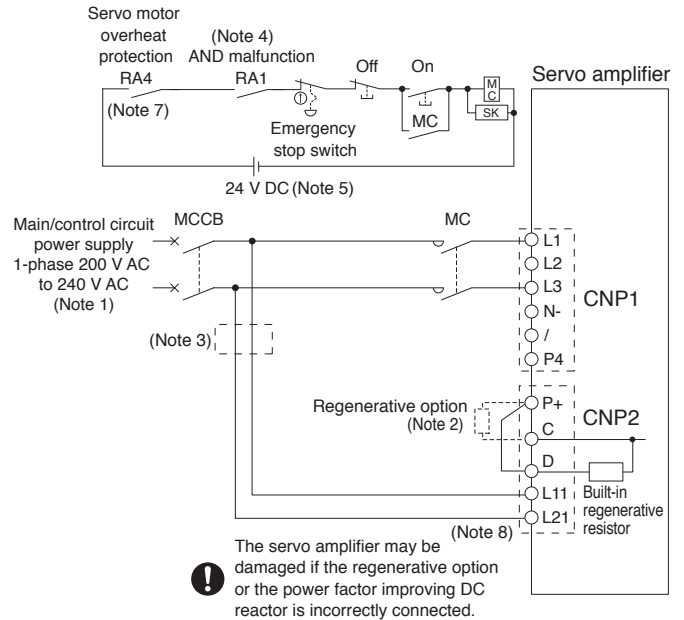 Servo motor
overheat
protection
RA4
(Note 7)
(Note 4)
AND malfunction
RA1
Emergency
stop switch
Off
On
MC
M
C
SK
24 V DC (Note 5)
Servo amplifier
Main/control circuit
power supply
1-phase 200 V AC
to 240 V AC
(Note 1)
MCCB
MC
(Note 3)
L1
L2
L3
N-
/
P4
CNP1
Regenerative option
(Note 2)
P+
C
D
L11
L21
CNP2
Built-in
regenerative
resistor
(Note 8)
The servo amplifier may be
damaged if the regenerative option
or the power factor improving DC
reactor is incorrectly connected.